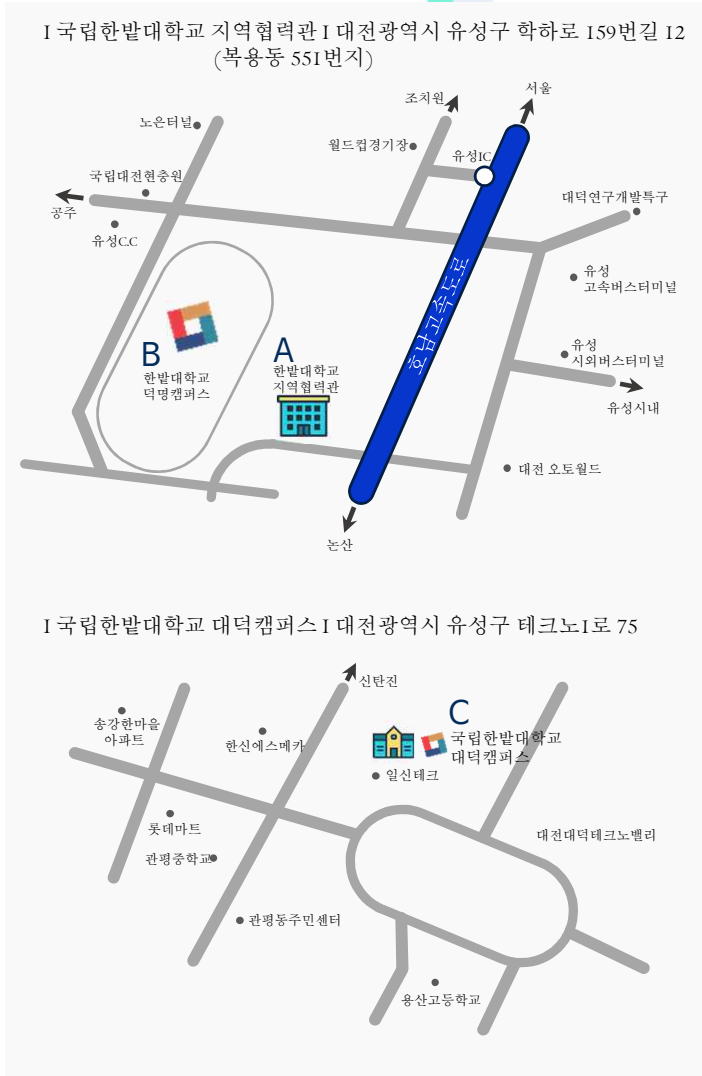 I 국립한밭대학교 지역협력관 I 대전광역시 유성구 학하로 159번길 12
(복용동 551번지)
서울
조치원
노은터널
월드컵경기장
유성IC
국립대전현충원
대덕연구개발특구
공주
유성C.C
유성
고속버스터미널
호남고속도로
B
한밭대학교
덕명캠퍼스
A
한밭대학교
지역협력관
유성
시외버스터미널
유성시내
대전 오토월드
논산
I 국립한밭대학교 대덕캠퍼스 I 대전광역시 유성구 테크노1로 75
신탄진
C
국립한밭대학교
대덕캠퍼스
송강한마을
아파트
한신에스메카
일신테크
롯데마트
대전대덕테크노밸리
관평중학교
관평동주민센터
용산고등학교